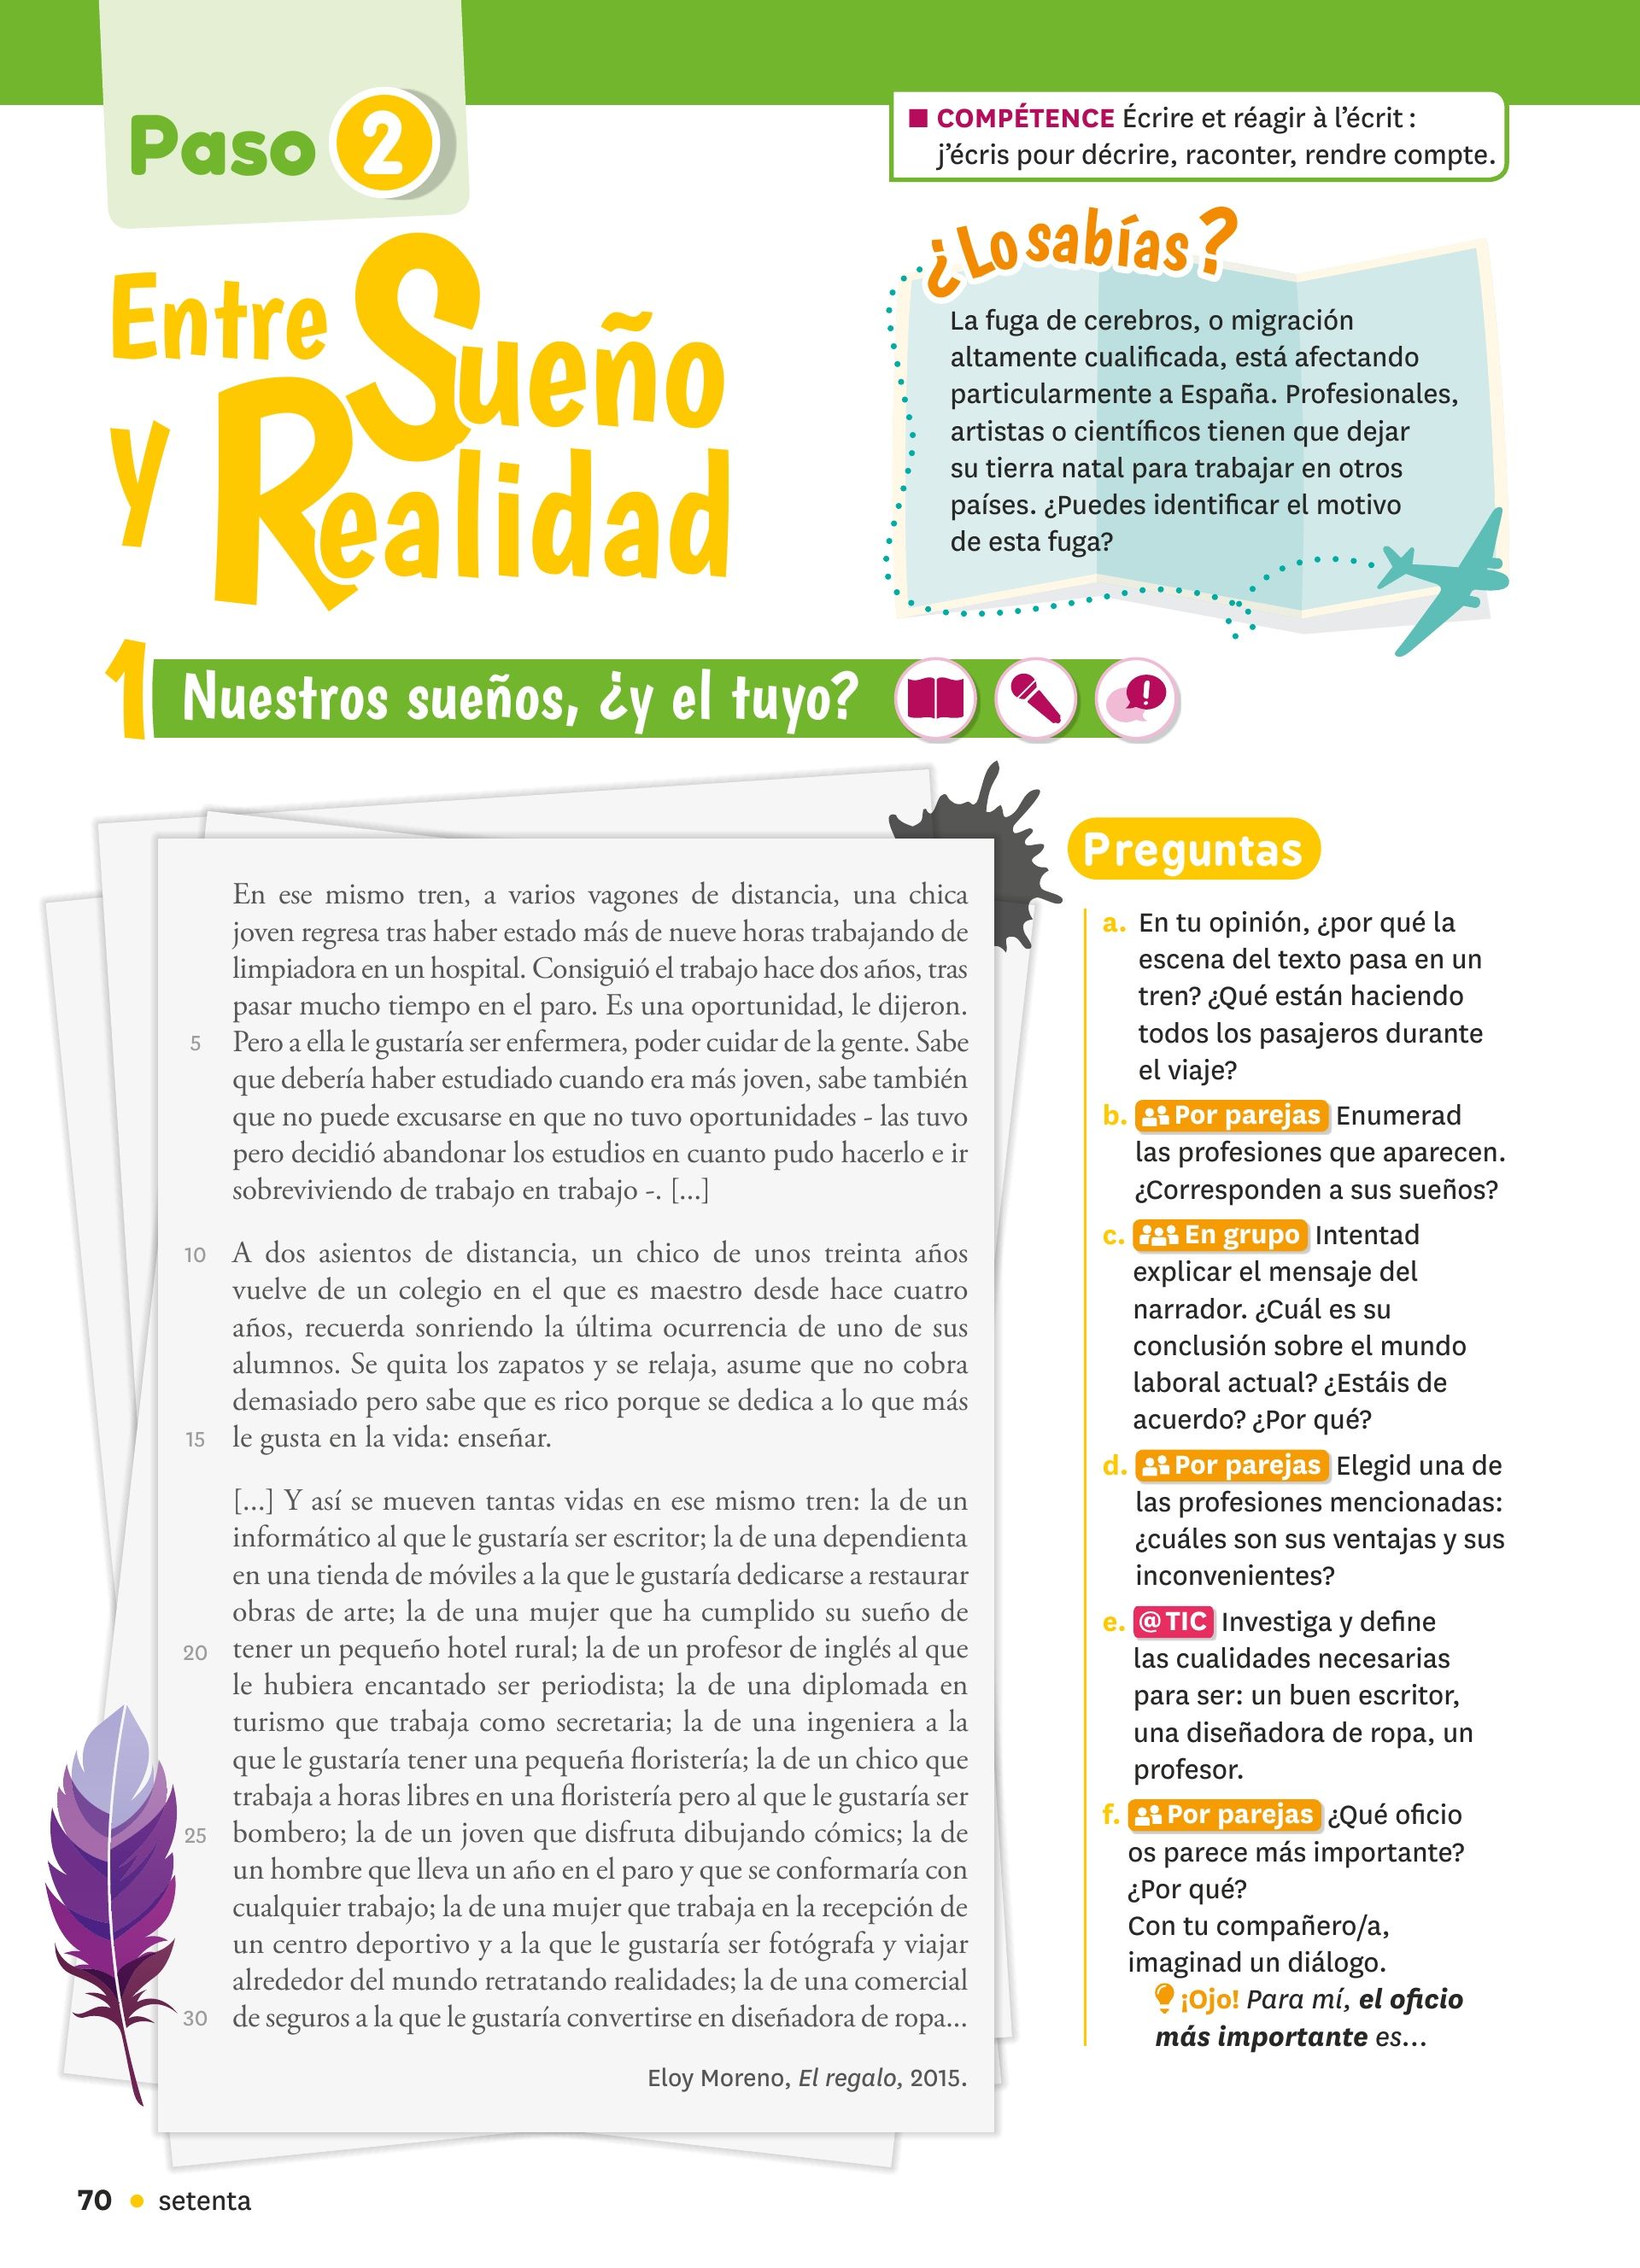 Paso 2
■ COMPÉTENCE Écrire et réagir à l’écrit :
j’écris pour décrire, raconter, rendre compte.
Entre Sueño
y Realidad
¿Lo sabías?
La fuga de cerebros, o migración
altamente cualificada, está afectando
particularmente a España. Profesionales,
artistas o científicos tienen que dejar
su tierra natal para trabajar en otros
países. ¿Puedes identificar el motivo
de esta fuga?
1 Nuestros sueños, ¿y el tuyo?
En ese mismo tren, a varios vagones de distancia, una chica
joven regresa tras haber estado más de nueve horas trabajando de
limpiadora en un hospital. Consiguió el trabajo hace dos años, tras
pasar mucho tiempo en el paro. Es una oportunidad, le dijeron.
5 Pero a ella le gustaría ser enfermera, poder cuidar de la gente. Sabe
que debería haber estudiado cuando era más joven, sabe también
que no puede excusarse en que no tuvo oportunidades - las tuvo
pero decidió abandonar los estudios en cuanto pudo hacerlo e ir
sobreviviendo de trabajo en trabajo -. [...]
10 A dos asientos de distancia, un chico de unos treinta años
vuelve de un colegio en el que es maestro desde hace cuatro
años, recuerda sonriendo la última ocurrencia de uno de sus
alumnos. Se quita los zapatos y se relaja, asume que no cobra
demasiado pero sabe que es rico porque se dedica a lo que más
15 le gusta en la vida: enseñar.
[...] Y así se mueven tantas vidas en ese mismo tren: la de un
informático al que le gustaría ser escritor; la de una dependienta
en una tienda de móviles a la que le gustaría dedicarse a restaurar
obras de arte; la de una mujer que ha cumplido su sueño de
20 tener un pequeño hotel rural; la de un profesor de inglés al que
le hubiera encantado ser periodista; la de una diplomada en
turismo que trabaja como secretaria; la de una ingeniera a la
que le gustaría tener una pequeña floristería; la de un chico que
trabaja a horas libres en una floristería pero al que le gustaría ser
25 bombero; la de un joven que disfruta dibujando cómics; la de
un hombre que lleva un año en el paro y que se conformaría con
cualquier trabajo; la de una mujer que trabaja en la recepción de
un centro deportivo y a la que le gustaría ser fotógrafa y viajar
alrededor del mundo retratando realidades; la de una comercial
30 de seguros a la que le gustaría convertirse en diseñadora de ropa...
Eloy Moreno, El regalo, 2015.
Preguntas
a. En tu opinión, ¿por qué la
escena del texto pasa en un
tren? ¿Qué están haciendo
todos los pasajeros durante
el viaje?
b. Por parejas Enumerad
las profesiones que aparecen.
¿Corresponden a sus sueños?
c. En grupo Intentad
explicar el mensaje del
narrador. ¿Cuál es su
conclusión sobre el mundo
laboral actual? ¿Estáis de
acuerdo? ¿Por qué?
d. Por parejas Elegid una de
las profesiones mencionadas:
¿cuáles son sus ventajas y sus
inconvenientes?
e. @TIC Investiga y define
las cualidades necesarias
para ser: un buen escritor,
una diseñadora de ropa, un
profesor.
f. Por parejas ¿Qué oficio
os parece más importante?
¿Por qué?
Con tu compañero/a,
imaginad un diálogo.
¡Ojo! Para mí, el oficio
más importante es...
70 • setenta